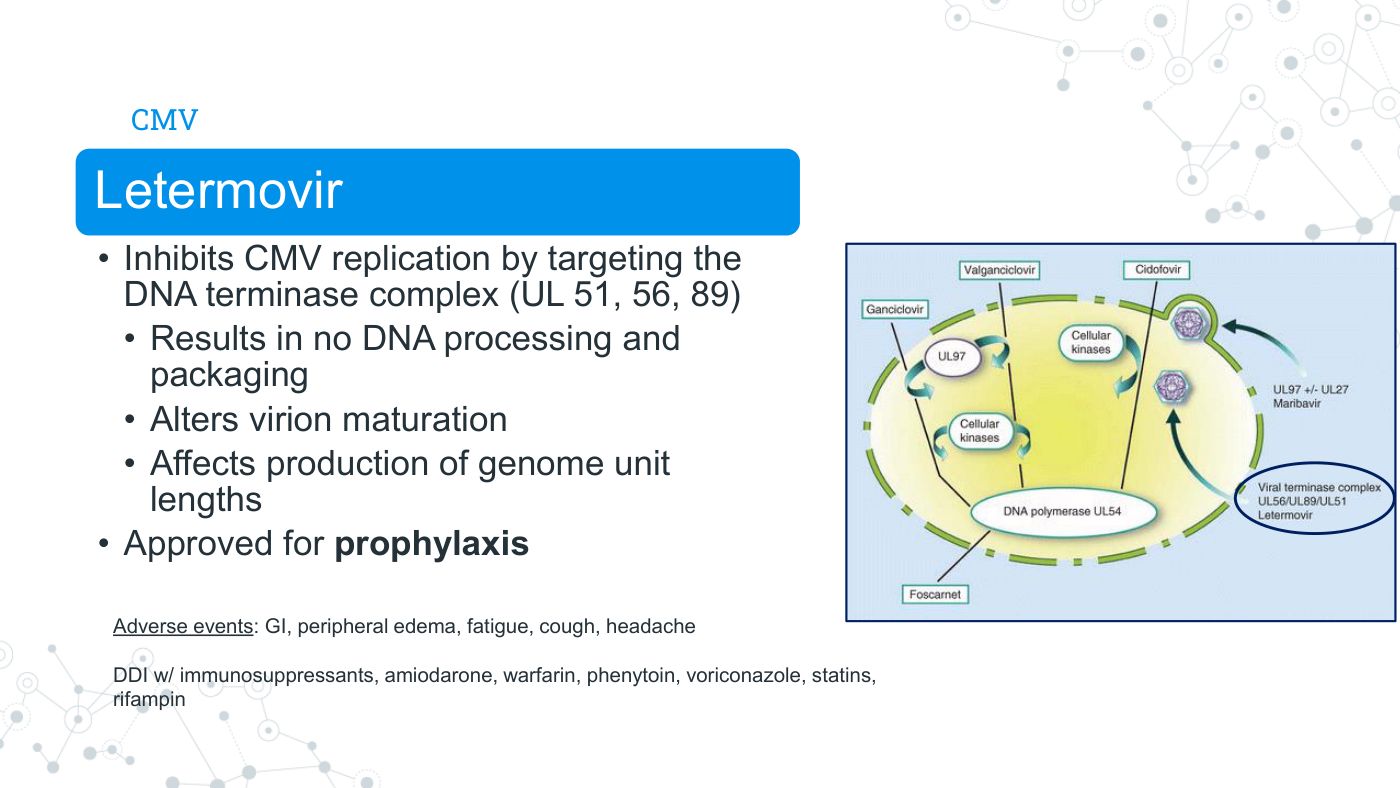 CMV
Letermovir
• Inhibits CMV replication by targeting the
DNA terminase complex (UL 51, 56, 89)
• Results in no DNA processing and
packaging
• Alters virion maturation
• Affects production of genome unit
lengths
• Approved for prophylaxis
Adverse events: GI, peripheral edema, fatigue, cough, headache
DDI w/ immunosuppressants, amiodarone, warfarin, phenytoin, voriconazole, statins,
rifampin
Valganciclovir
Cidofovir
Ganciclovir
UL97
Cellular
kinases
Cellular
kinases
UL97 +/- UL27
Maribavir
Viral terminase complex
UL56/UL89/UL51
Letermovir
DNA polymerase UL54
Foscarnet